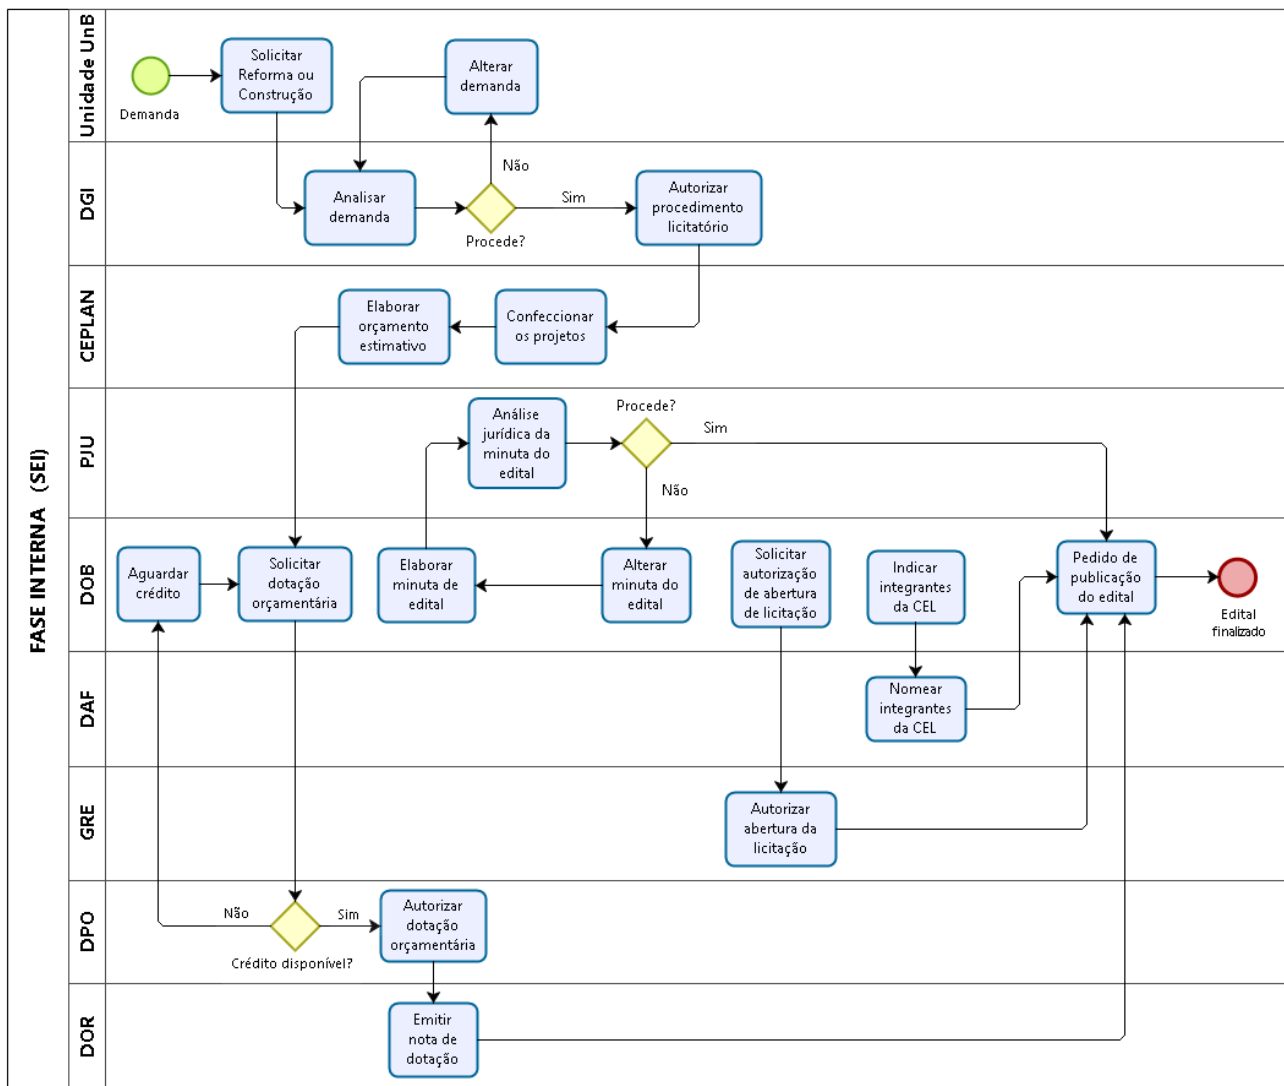 FASE INTERNA (SEI)
Unidade UnB
Demanda
Solicitar
Reforma ou
Construção
Alterar
demanda
DGI
Analisar
demanda
Procede?
Não
Sim
Autorizar
procedimento
licitatório
CEPLAN
Elaborar
orçamento
estimativo
Confeccionar
os projetos
PJU
Análise
jurídica da
minuta do
edital
Procede?
Sim
Não
DOB
Aguardar
crédito
Solicitar
dotação
orçamentária
Elaborar
minuta de
edital
Alterar
minuta do
edital
Solicitar
autorização
de abertura
de licitação
Indicar
integrantes
da CEL
Pedido de
publicação
do edital
Edital
finalizado
DAF
Nomear
integrantes
da CEL
GRE
Autorizar
abertura da
licitação
DPO
Não
Sim
Crédito disponível?
Autorizar
dotação
orçamentária
DOR
Emitir
nota de
dotação